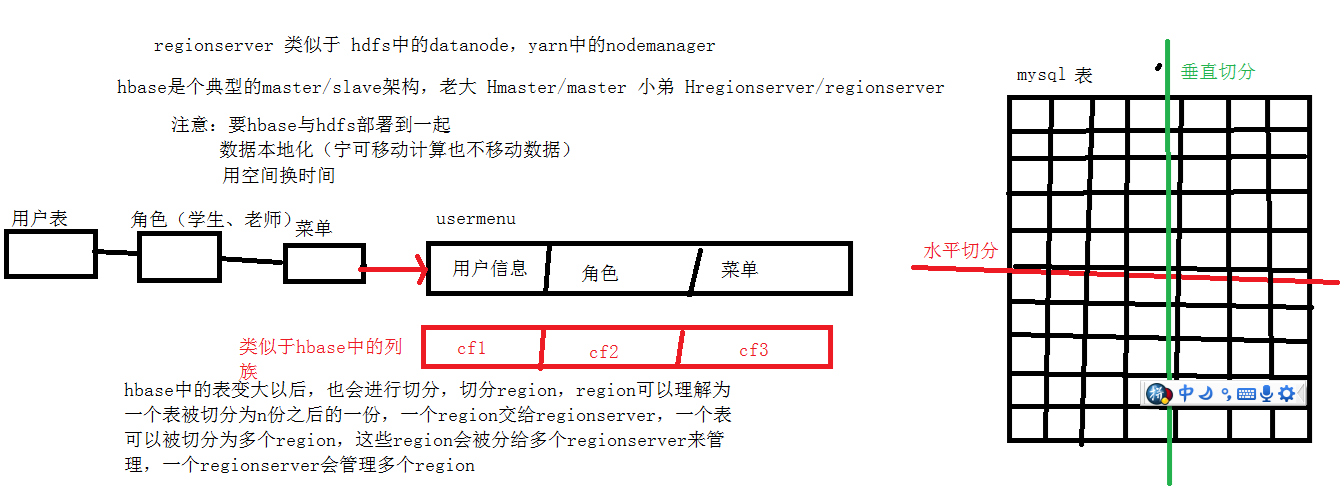 regionserver 类似于 hdfs中的datanode，yarn中的nodemanager
hbase是个典型的master/slave架构，老大 Hmaster/master 小弟 Hregionserver/regionserver
注意：要hbase与hdfs部署到一起
数据本地化（宁可移动计算也不移动数据）
用空间换时间
用户表
角色（学生、老师）
菜单
usermenu
用户信息
角色
菜单
类似于hbase中的列
族
cf1
cf2
cf3
hbase中的表变大以后，也会进行切分，切分region，region可以理解为
一个表被切分为n份之后的一份，一个region交给regionserver，一个表
可以被切分为多个region，这些region会被分给多个regionserver来管
理，一个regionserver会管理多个region
mysql 表
垂直切分
水平切分
拼 中